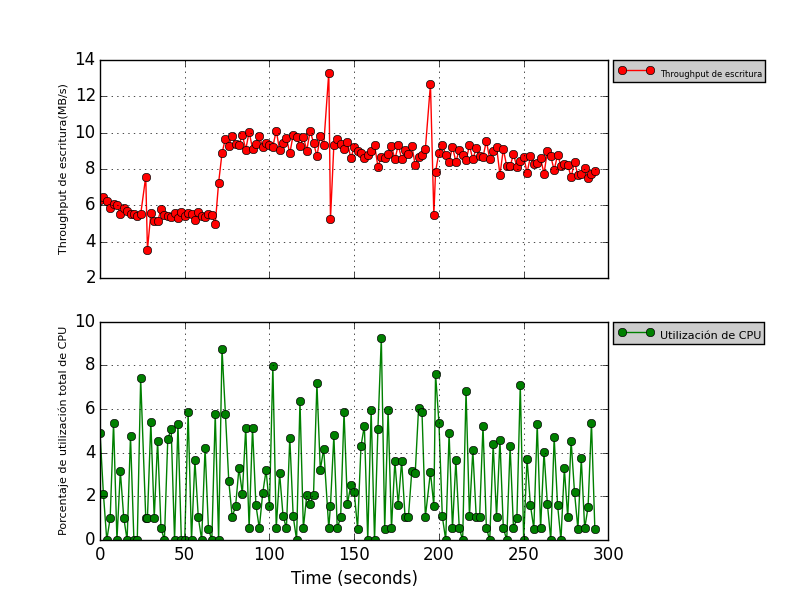 14
12
10
8
6
4
2
Throughput de escritura(MB/s)
Throughput de escritura
10
8
6
4
2
0
Porcentaje de utilización total de CPU
Utilización de CPU
0 50 100 150 200 250 300
Time (seconds)